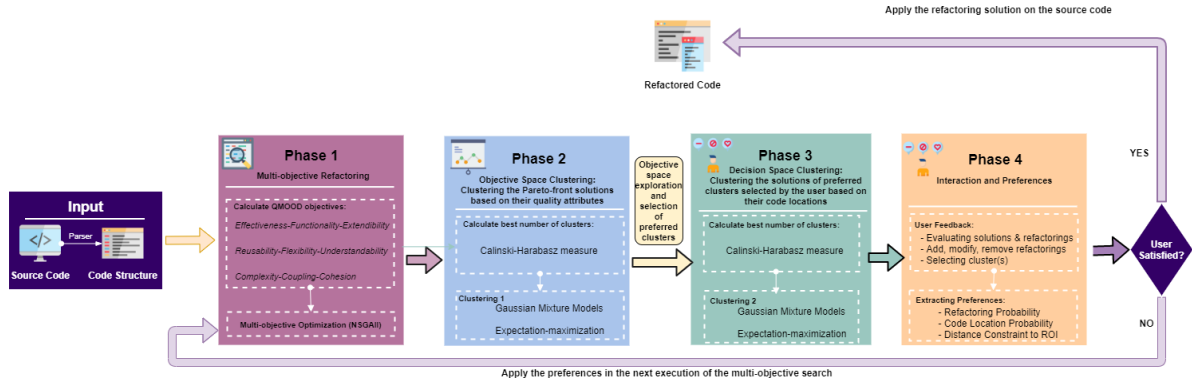 Apply the refactoring solution on the source code
Refactored Code
Input
Parser
Source Code
Code Structure
Phase 1
Multi-objective Refactoring
Calculate QMOOD objectives:
Effectiveness-Functionality-Extendibility
Reusability-Flexibility-Understandability
Complexity-Coupling-Cohesion
Multi-objective Optimization (NSGAII)
Phase 2
Objective Space Clustering:
Clustering the Pareto-front solutions
based on their quality attributes
Calculate best number of clusters:
Calinski-Harabasz measure
Clustering 1
Gaussian Mixture Models
Expectation-maximization
Objective
space
exploration
and
selection of
preferred
clusters
Phase 3
Decision Space Clustering:
Clustering the solutions of preferred
clusters selected by the user based on
their code locations
Calculate best number of clusters:
Calinski-Harabasz measure
Clustering 2
Gaussian Mixture Models
Expectation-maximization
Phase 4
Interaction and Preferences
User Feedback:
- Evaluating solutions & refactorings
- Add, modify, remove refactorings
- Selecting cluster(s)
Extracting Preferences:
- Refactoring Probability
- Code Location Probability
- Distance Constraint to ROI
YES
User
Satisfied?
NO
Apply the preferences in the next execution of the multi-objective search